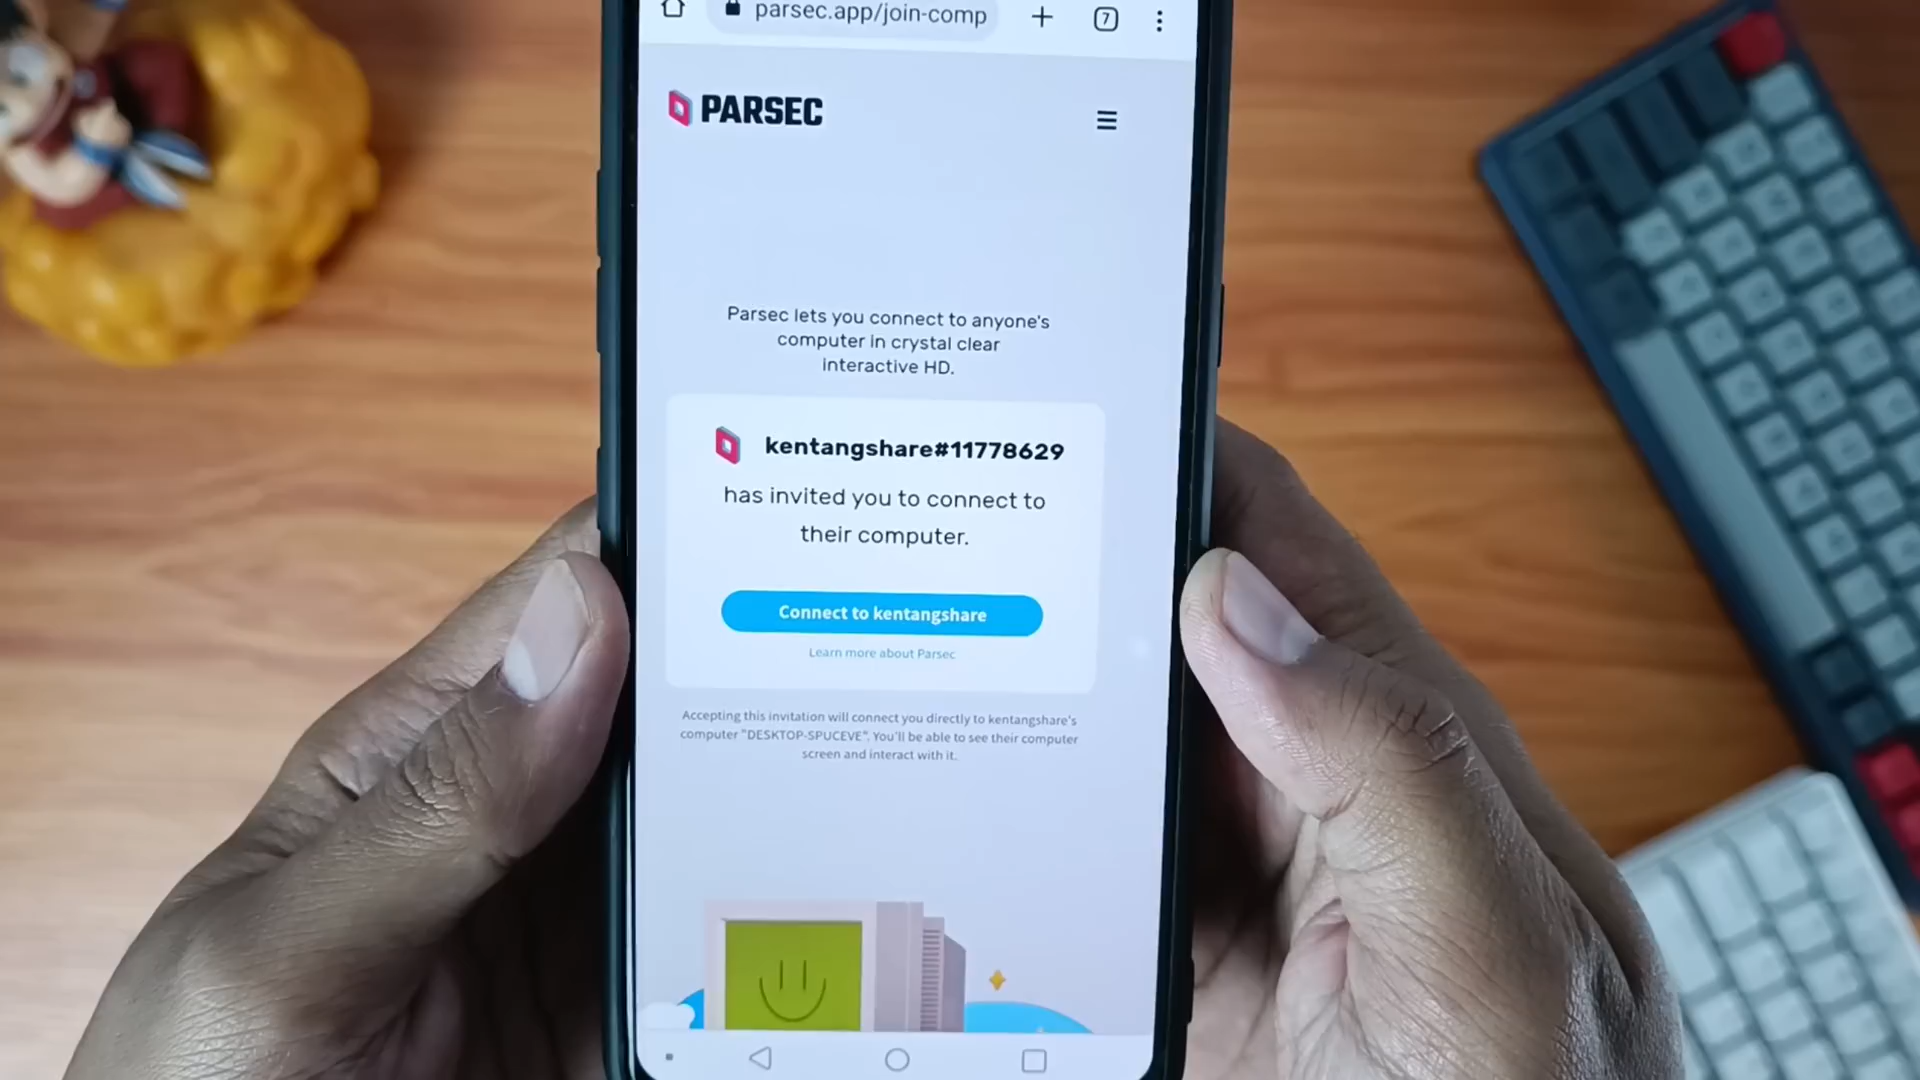 parsec.app/join-comp
7
PARSEC
Parsec lets you connect to anyone's
computer in crystal clear
interactive HD.
kentangshare#11778629
has invited you to connect to
their computer.
Connect to kentangshare
Learn more about Parsec
Accepting this invitation will connect you directly to kentangshare's
computer "DESKTOP-SPUCEVE". You'll be able to see their computer
screen and interact with it.